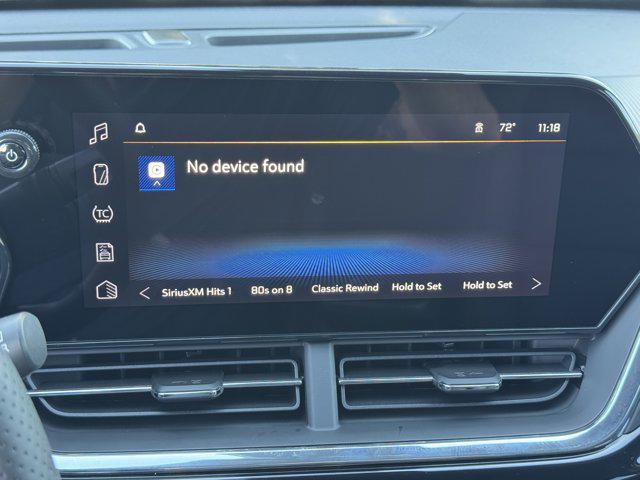 72° 11:18
No device found
TC
SiriusXM Hits 1 80s on 8 Classic Rewind Hold to Set Hold to Set